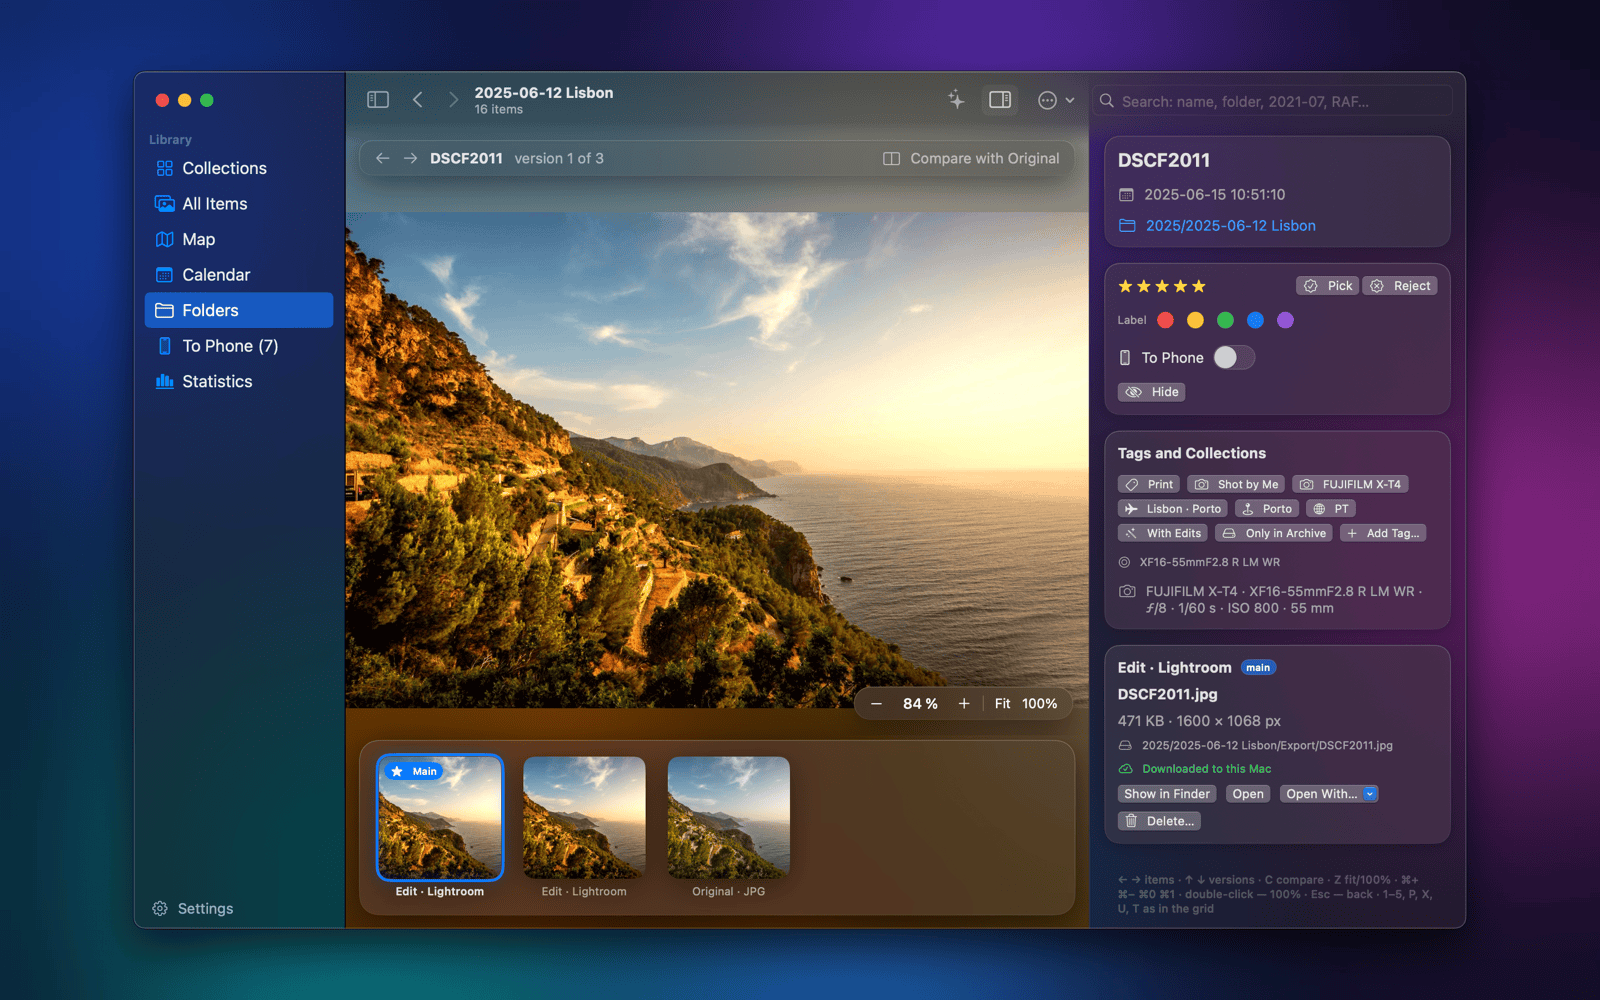 Library
Collections
All Items
Map
Calendar
Folders
To Phone (7)
Statistics
Settings
2025-06-12 Lisbon
16 items
DSCF2011 version 1 of 3
Compare with Original
84 % Fit 100%
Main
Edit · Lightroom
Edit · Lightroom
Original · JPG
Search: name, folder, 2021-07, RAF...
DSCF2011
2025-06-15 10:51:10
2025/2025-06-12 Lisbon
Pick Reject
Label
To Phone
Hide
Tags and Collections
Print Shot by Me FUJIFILM X-T4
Lisbon · Porto Porto PT
With Edits Only in Archive + Add Tag...
XF16-55mmF2.8 R LM WR
FUJIFILM X-T4 · XF16-55mmF2.8 R LM WR ·
ƒ/8 · 1/60 s · ISO 800 · 55 mm
Edit · Lightroom main
DSCF2011.jpg
471 KB · 1600 × 1068 px
2025/2025-06-12 Lisbon/Export/DSCF2011.jpg
Downloaded to this Mac
Show in Finder Open Open With...
Delete...
← → items · ↑ ↓ versions · C compare · Z fit/100% · ⌘+
⌘− ⌘0 ⌘1 · double-click — 100% · Esc — back · 1–5, P, X,
U, T as in the grid